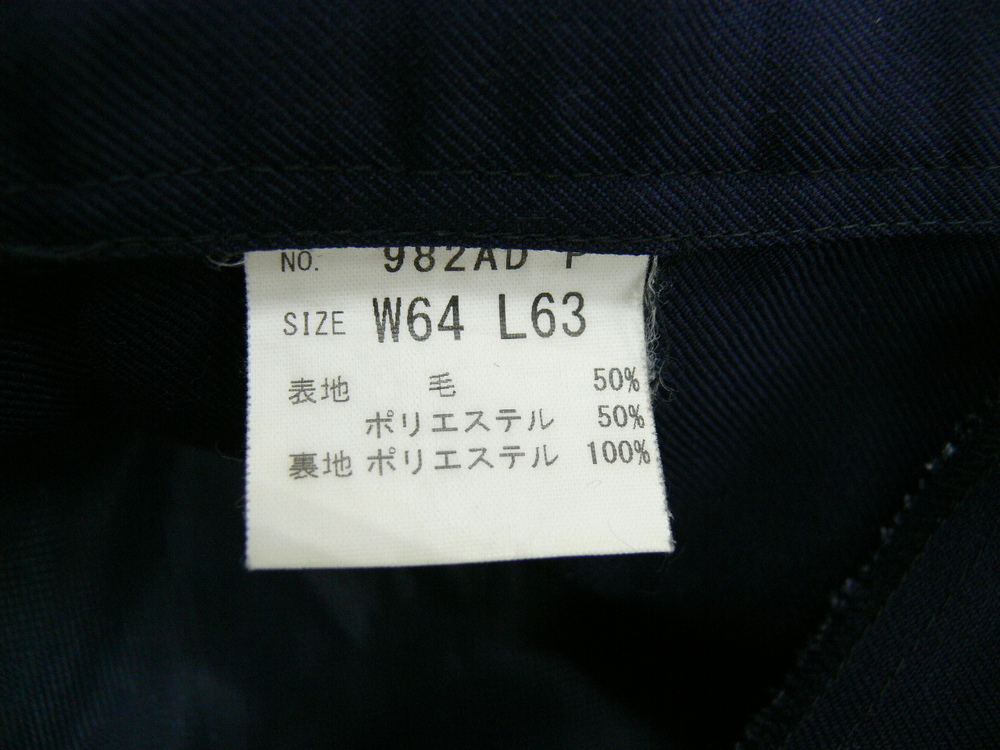 NO. 982AD P
SIZE W64 L63
表地 毛 50%
ポリエステル 50%
裏地 ポリエステル 100%